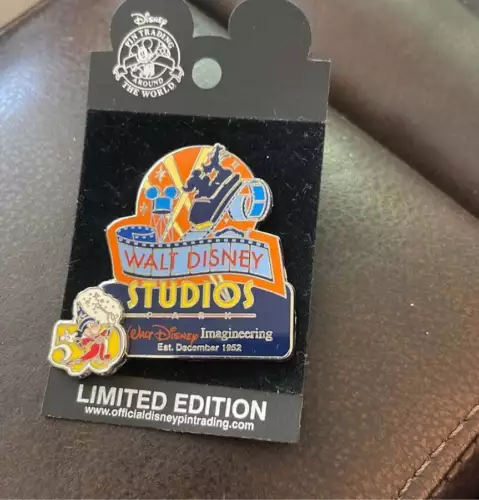 Disney
PIN TRADING
AROUND
THE WORLD
WALT DISNEY
STUDIOS
PARK
WALT DISNEY Imagineering
Est. December 1952
50
LIMITED EDITION
www.officialdisneypintrading.com